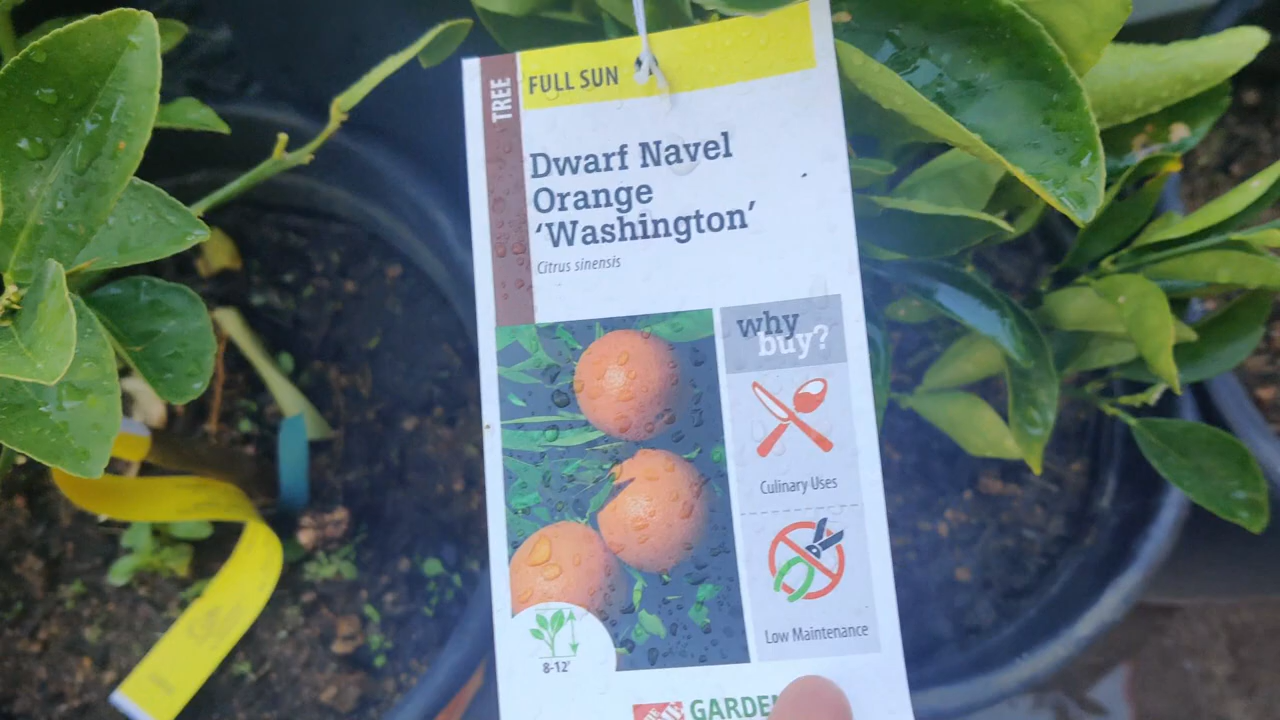 TREE
FULL SUN
Dwarf Navel
Orange
‘Washington’
Citrus sinensis
why
buy?
Culinary Uses
Low Maintenance
8-12'
GARDEN